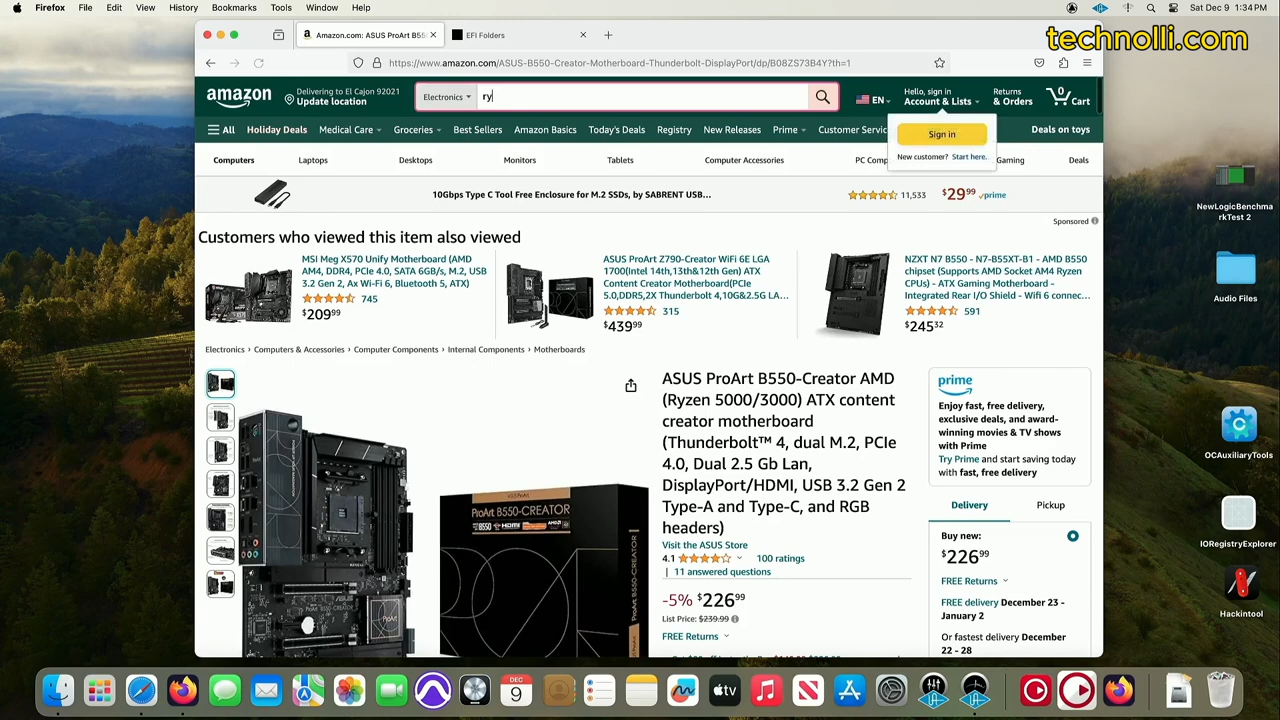 Firefox File Edit View History Bookmarks Tools Window Help
Sat Dec 9 1:34 PM
technolli.com
Amazon.com: ASUS ProArt B55
EFI Folders
https://www.amazon.com/ASUS-B550-Creator-Motherboard-Thunderbolt-DisplayPort/dp/B08ZS73B4Y?th=1
amazon
Delivering to El Cajon 92021
Update location
Electronics
ry
EN
Hello, sign in
Account & Lists
Returns
& Orders
0
Cart
All Holiday Deals Medical Care Groceries Best Sellers Amazon Basics Today's Deals Registry New Releases Prime Customer Servic
Deals on toys
Sign in
New customer? Start here.
Computers Laptops Desktops Monitors Tablets Computer Accessories PC Comp Gaming Deals
10Gbps Type C Tool Free Enclosure for M.2 SSDs, by SABRENT USB...
11,533
$29.99
prime
Sponsored
Customers who viewed this item also viewed
MSI Meg X570 Unify Motherboard (AMD
AM4, DDR4, PCIe 4.0, SATA 6GB/s, M.2, USB
3.2 Gen 2, Ax Wi-Fi 6, Bluetooth 5, ATX)
745
$209.99
ASUS ProArt Z790-Creator WiFi 6E LGA
1700(Intel 14th,13th&12th Gen) ATX
Content Creator Motherboard(PCIe
5.0,DDR5,2X Thunderbolt 4,10G&2.5G LA...
315
$439.99
NZXT N7 B550 - N7-B55XT-B1 - AMD B550
chipset (Supports AMD Socket AM4 Ryzen
CPUs) - ATX Gaming Motherboard -
Integrated Rear I/O Shield - Wifi 6 connec...
591
$245.32
Electronics › Computers & Accessories › Computer Components › Internal Components › Motherboards
ProArt
B550-CREATOR
B550
HDMI
ASUS ProArt B550-Creator AMD
(Ryzen 5000/3000) ATX content
creator motherboard
(Thunderbolt™ 4, dual M.2, PCIe
4.0, Dual 2.5 Gb Lan,
DisplayPort/HDMI, USB 3.2 Gen 2
Type-A and Type-C, and RGB
headers)
Visit the ASUS Store
4.1
100 ratings
| 11 answered questions
-5% $226.99
List Price: $239.99
FREE Returns
prime
Enjoy fast, free delivery,
exclusive deals, and award-
winning movies & TV shows
with Prime
Try Prime and start saving today
with fast, free delivery
Delivery Pickup
Buy new:
$226.99
FREE Returns
FREE delivery December 23 -
January 2
Or fastest delivery December
22 - 28
NewLogicBenchma
rkTest 2
Audio Files
OCAuxiliaryTools
IORegistryExplorer
Hackintool
DEC
9
tv